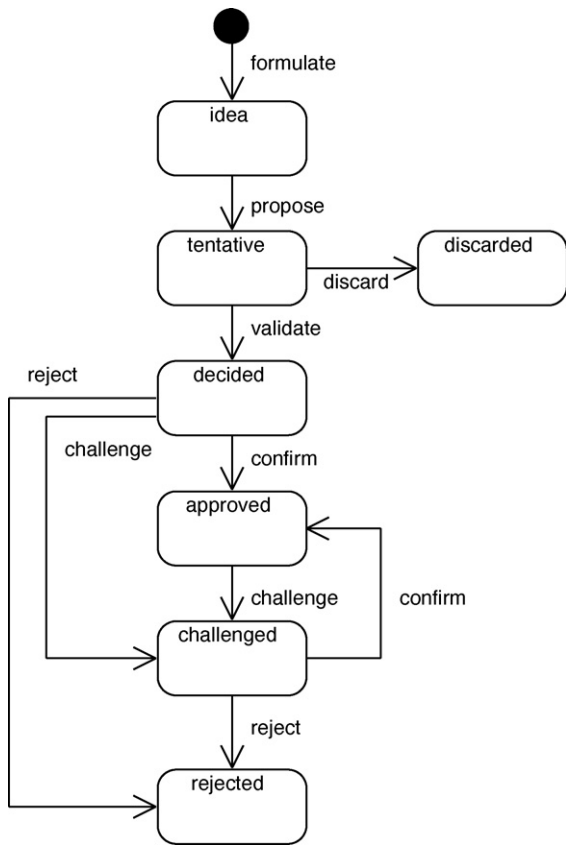 formulate
idea
propose
tentative
discarded
discard
validate
reject
decided
challenge
confirm
approved
challenge
confirm
challenged
reject
rejected